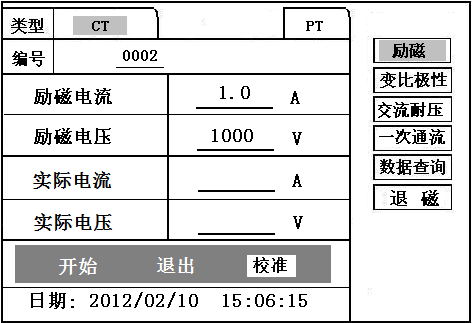 类型 CT PT
编号 0002
励磁电流 1.0 A
励磁电压 1000 V
实际电流 A
实际电压 V
开始 退出 校准
日期: 2012/02/10 15:06:15
励磁
变比极性
交流耐压
一次通流
数据查询
退 磁